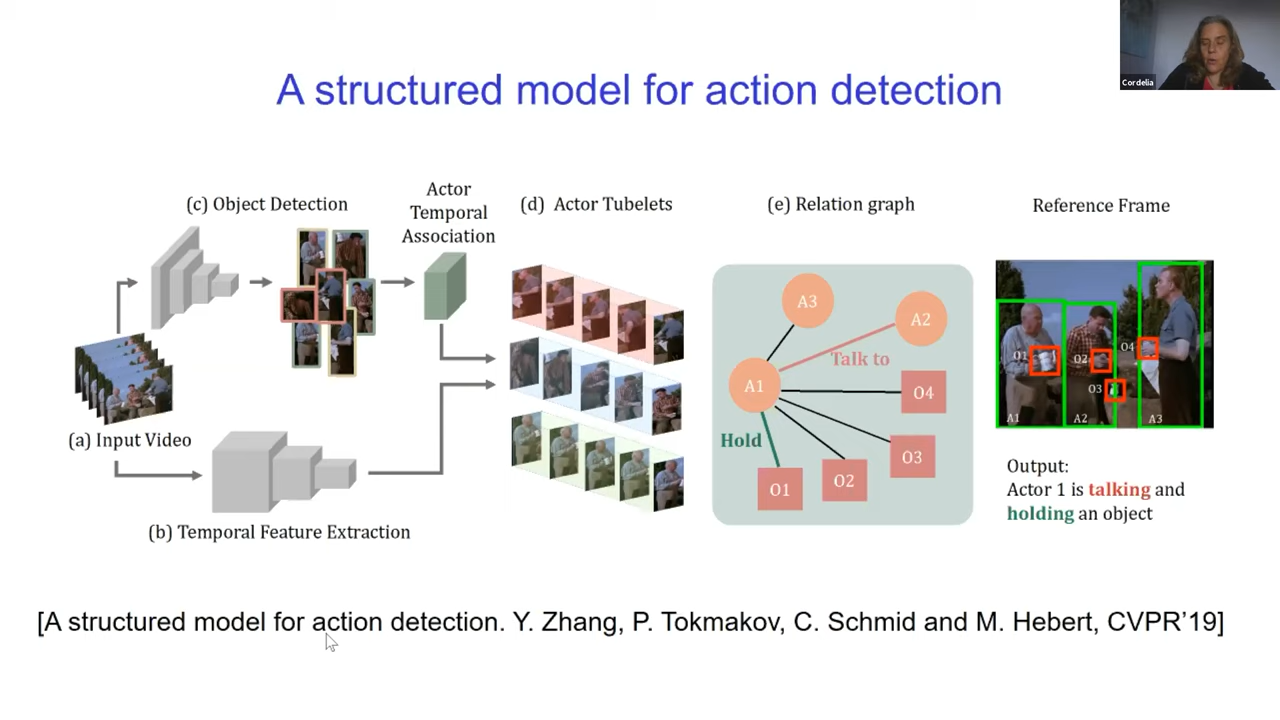 Cordelia
A structured model for action detection
(c) Object Detection
Actor
Temporal
Association
(d) Actor Tubelets
(e) Relation graph
Reference Frame
(a) Input Video
(b) Temporal Feature Extraction
A3
A2
Talk to
A1
O4
Hold
O3
O2
O1
O1
O2
O4
O3
A1
A2
A3
Output:
Actor 1 is talking and
holding an object
[A structured model for action detection. Y. Zhang, P. Tokmakov, C. Schmid and M. Hebert, CVPR’19]